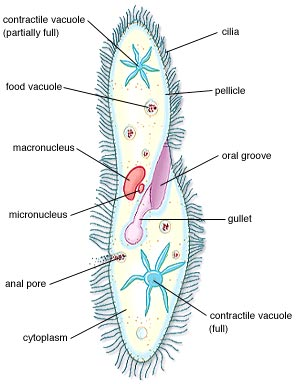 contractile vacuole
(partially full)
cilia
food vacuole
pellicle
macronucleus
oral groove
micronucleus
gullet
anal pore
contractile vacuole
(full)
cytoplasm